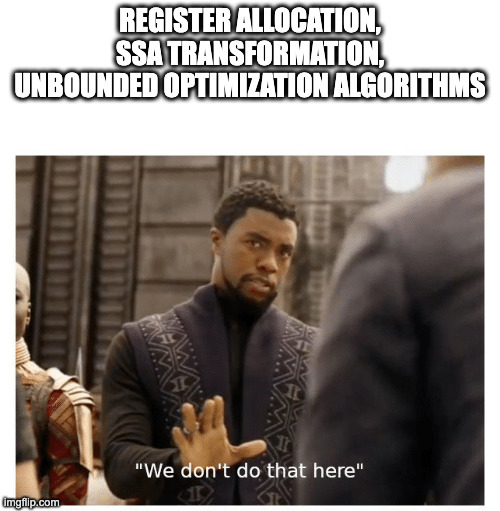 REGISTER ALLOCATION,
SSA TRANSFORMATION,
UNBOUNDED OPTIMIZATION ALGORITHMS
"We don't do that here"
imgflip.com